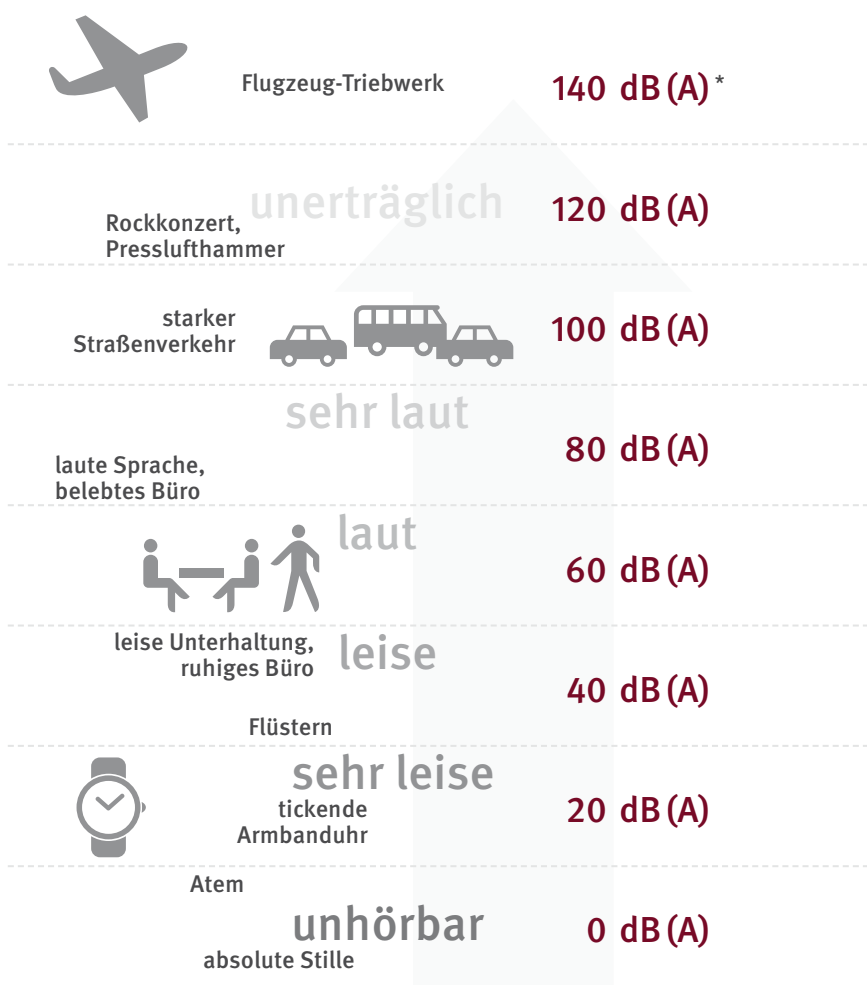 Flugzeug-Triebwerk
140 dB(A)*
unerträglich
120 dB(A)
Rockkonzert,
Presslufthammer
starker
Straßenverkehr
100 dB(A)
sehr laut
80 dB(A)
laute Sprache,
belebtes Büro
laut
60 dB(A)
leise Unterhaltung,
ruhiges Büro
leise
40 dB(A)
Flüstern
sehr leise
tickende
Armbanduhr
20 dB(A)
Atem
unhörbar
0 dB(A)
absolute Stille